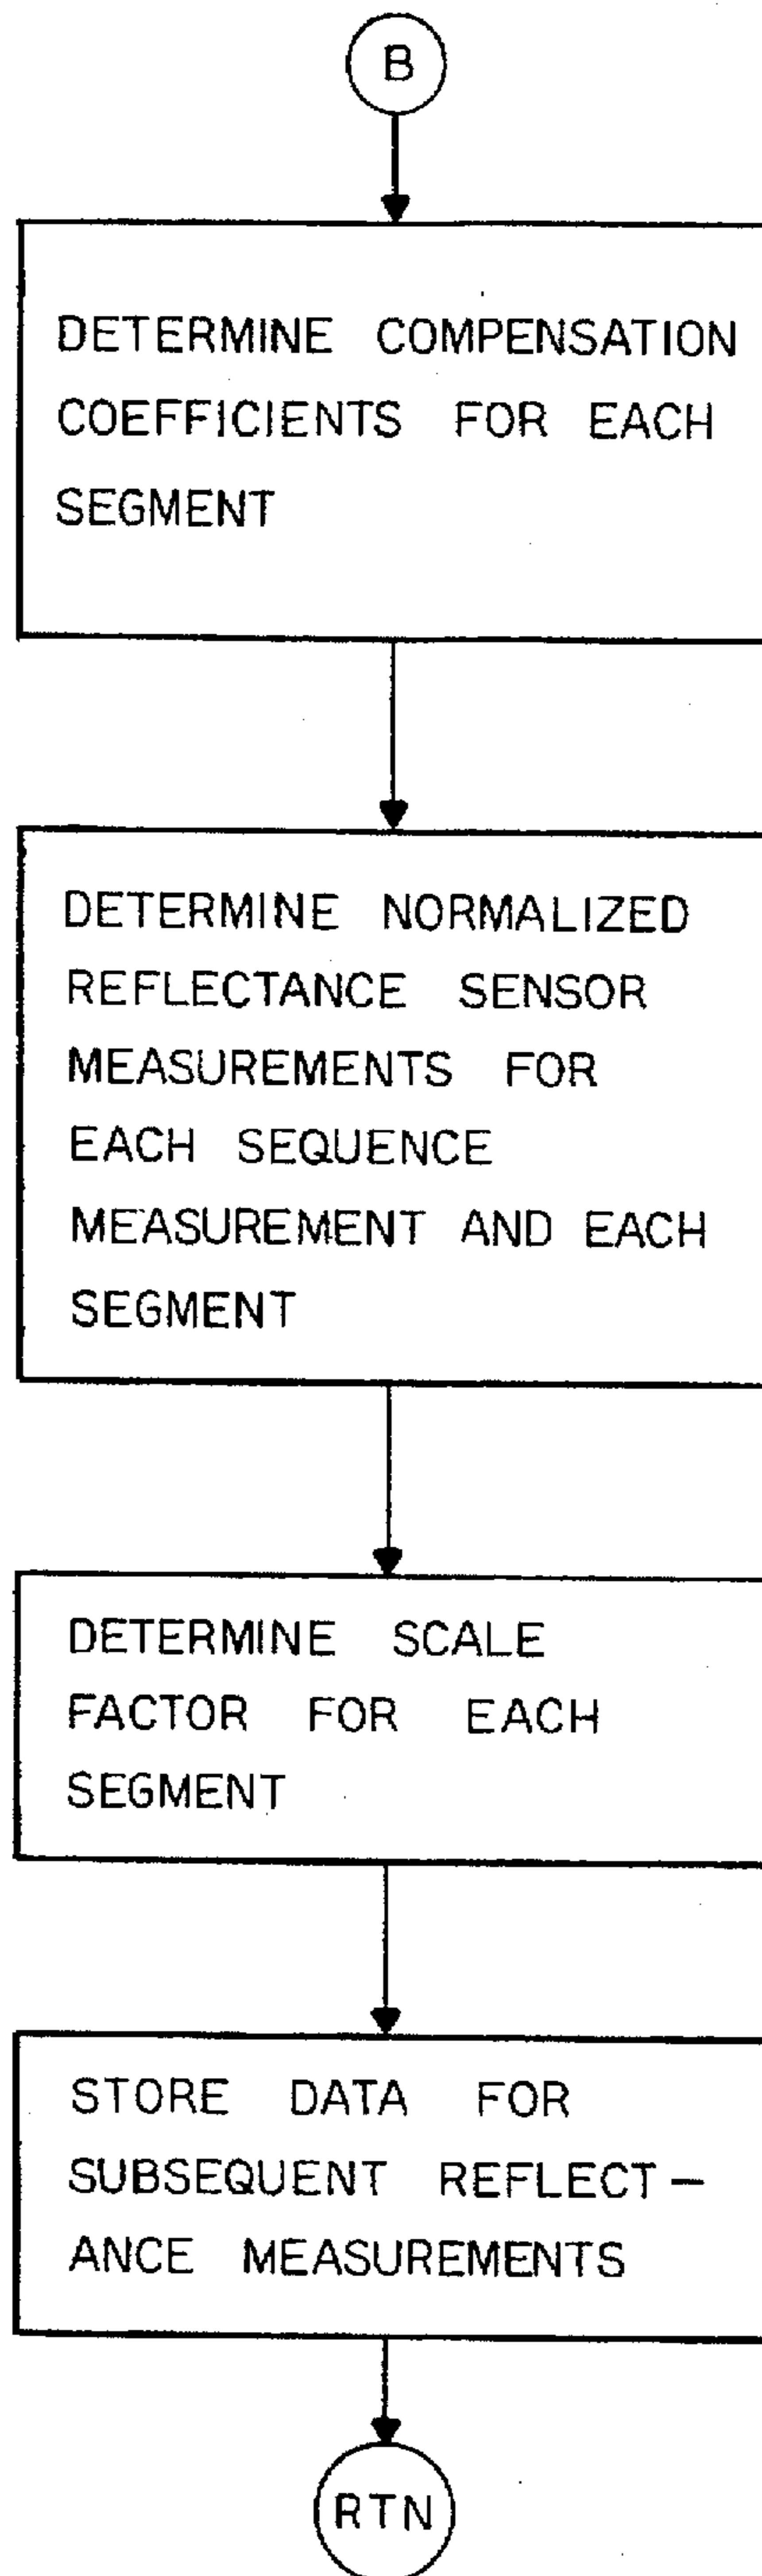 B
DETERMINE COMPENSATION
COEFFICIENTS FOR EACH
SEGMENT
DETERMINE NORMALIZED
REFLECTANCE SENSOR
MEASUREMENTS FOR
EACH SEQUENCE
MEASUREMENT AND EACH
SEGMENT
DETERMINE SCALE
FACTOR FOR EACH
SEGMENT
STORE DATA FOR
SUBSEQUENT REFLECT-
ANCE MEASUREMENTS
RTN